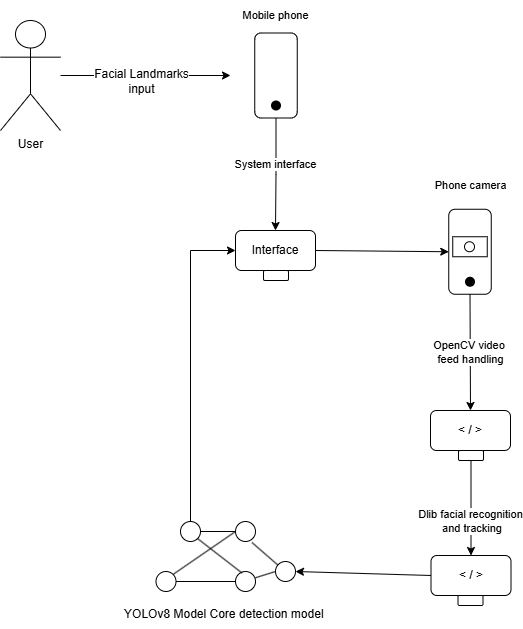 Mobile phone
Facial Landmarks
input
User
System interface
Phone camera
Interface
OpenCV video
feed handling
< / >
Dlib facial recognition
and tracking
< / >
YOLOv8 Model Core detection model